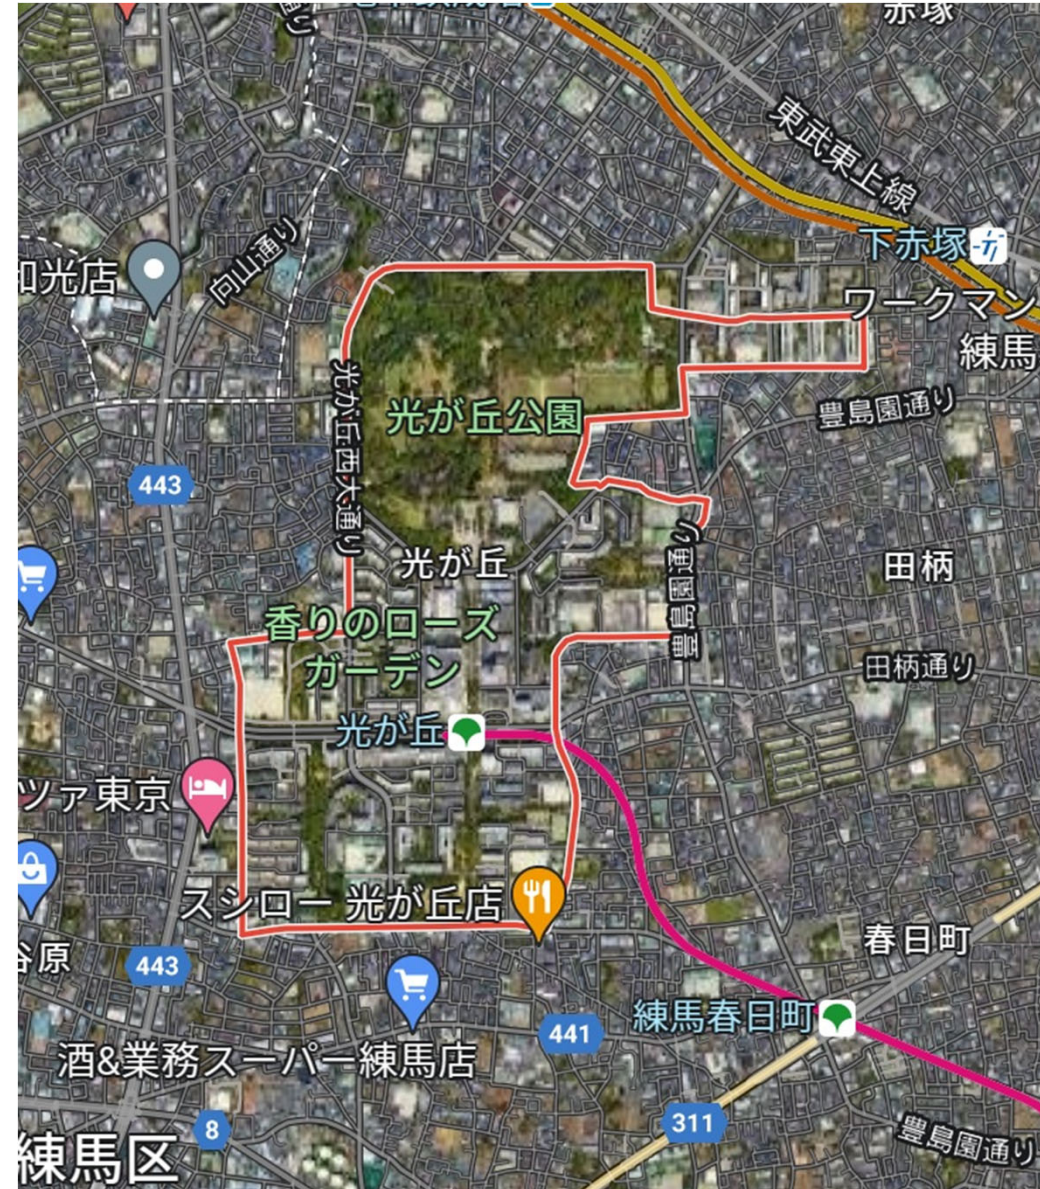 赤塚
東武東上線
下赤塚
向山通り
和光店
ワークマン
練馬
光が丘西大通り
光が丘公園
豊島園通り
443
光が丘
豊島園通り
田柄
香りのローズ
ガーデン
田柄通り
光が丘
ツァ東京
スシロー 光が丘店
春日町
谷原
443
練馬春日町
441
酒&業務スーパー練馬店
311
8
豊島園通り
練馬区